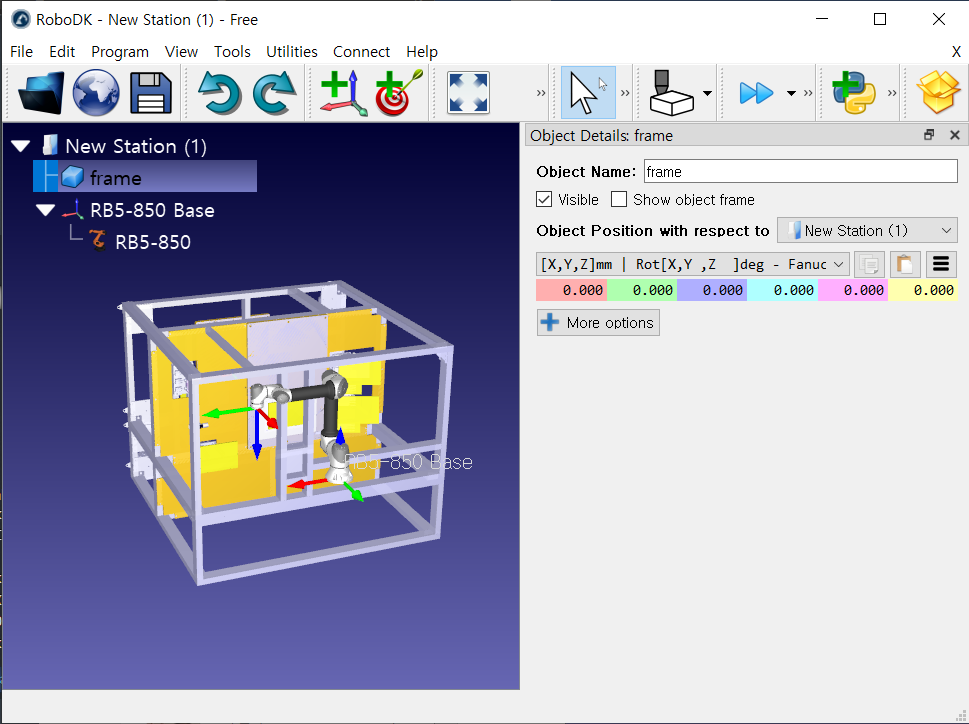 RoboDK - New Station (1) - Free
File Edit Program View Tools Utilities Connect Help X
New Station (1)
frame
RB5-850 Base
RB5-850
RB5-850 Base
Object Details: frame
Object Name: frame
Visible Show object frame
Object Position with respect to New Station (1)
[X,Y,Z]mm | Rot[X,Y ,Z ]deg - Fanuc
0.000 0.000 0.000 0.000 0.000 0.000
More options